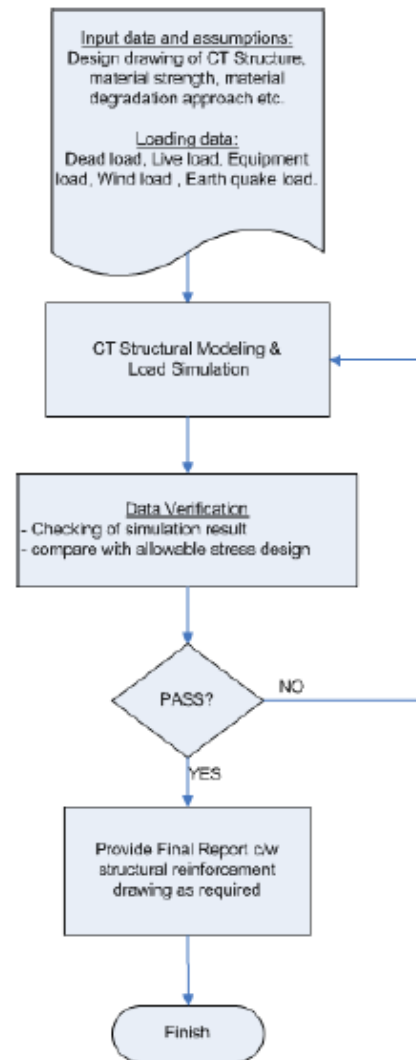 Input data and assumptions:
Design drawing of CT Structure,
material strength, material
degradation approach etc.
Loading data:
Dead load, Live load, Equipment
load, Wind load , Earth quake load.
CT Structural Modeling &
Load Simulation
Data Verification
- Checking of simulation result
- compare with allowable stress design
PASS?
NO
YES
Provide Final Report c/w
structural reinforcement
drawing as required
Finish